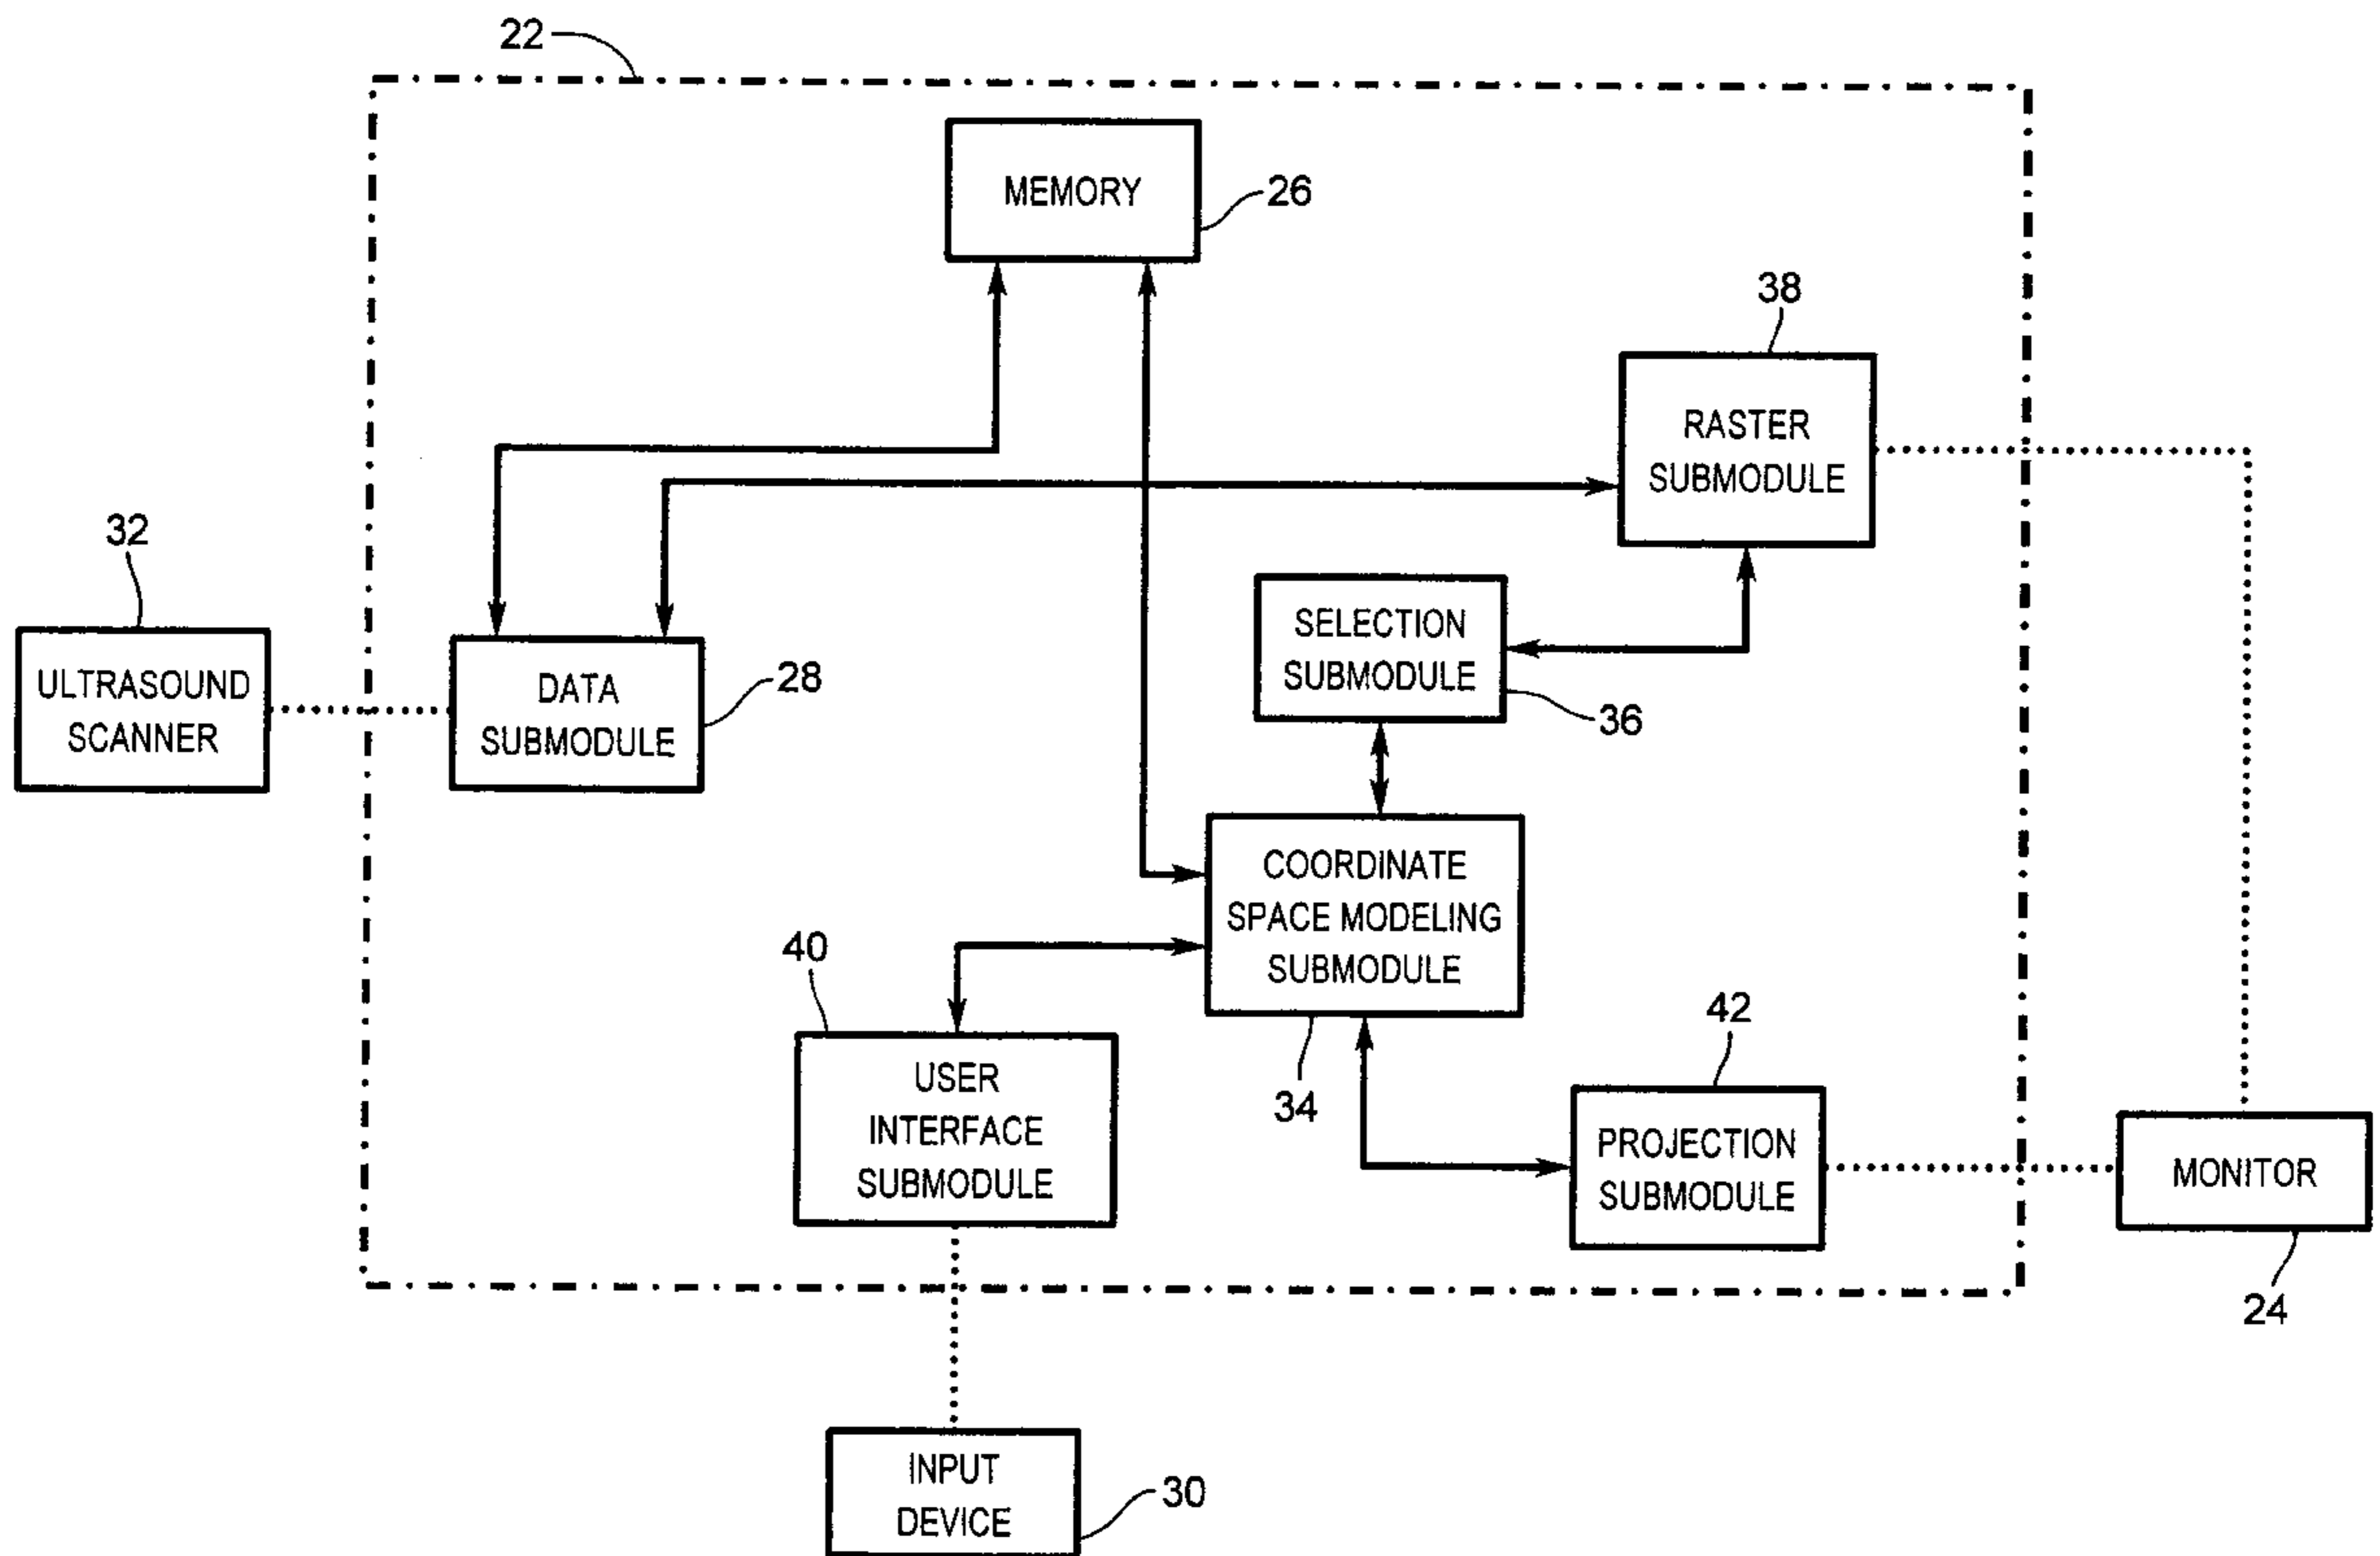 22
MEMORY
26
38
RASTER
SUBMODULE
32
ULTRASOUND
SCANNER
DATA
SUBMODULE
28
SELECTION
SUBMODULE
36
COORDINATE
SPACE MODELING
SUBMODULE
34
40
USER
INTERFACE
SUBMODULE
42
PROJECTION
SUBMODULE
MONITOR
24
INPUT
DEVICE
30